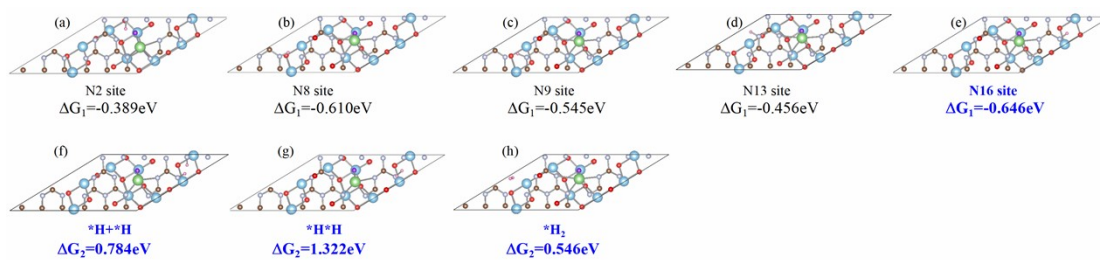 (a) (b) (c) (d) (e)
N2 site N8 site N9 site N13 site N16 site
ΔG₁=-0.389eV ΔG₁=-0.610eV ΔG₁=-0.545eV ΔG₁=-0.456eV ΔG₁=-0.646eV
(f) (g) (h)
*H+*H *H*H *H₂
ΔG₂=0.784eV ΔG₂=1.322eV ΔG₂=0.546eV